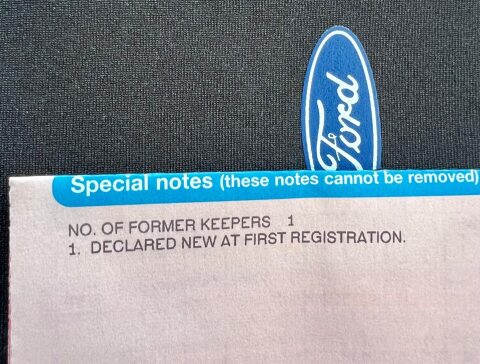 Ford
Special notes (these notes cannot be removed)
NO. OF FORMER KEEPERS 1
1. DECLARED NEW AT FIRST REGISTRATION.